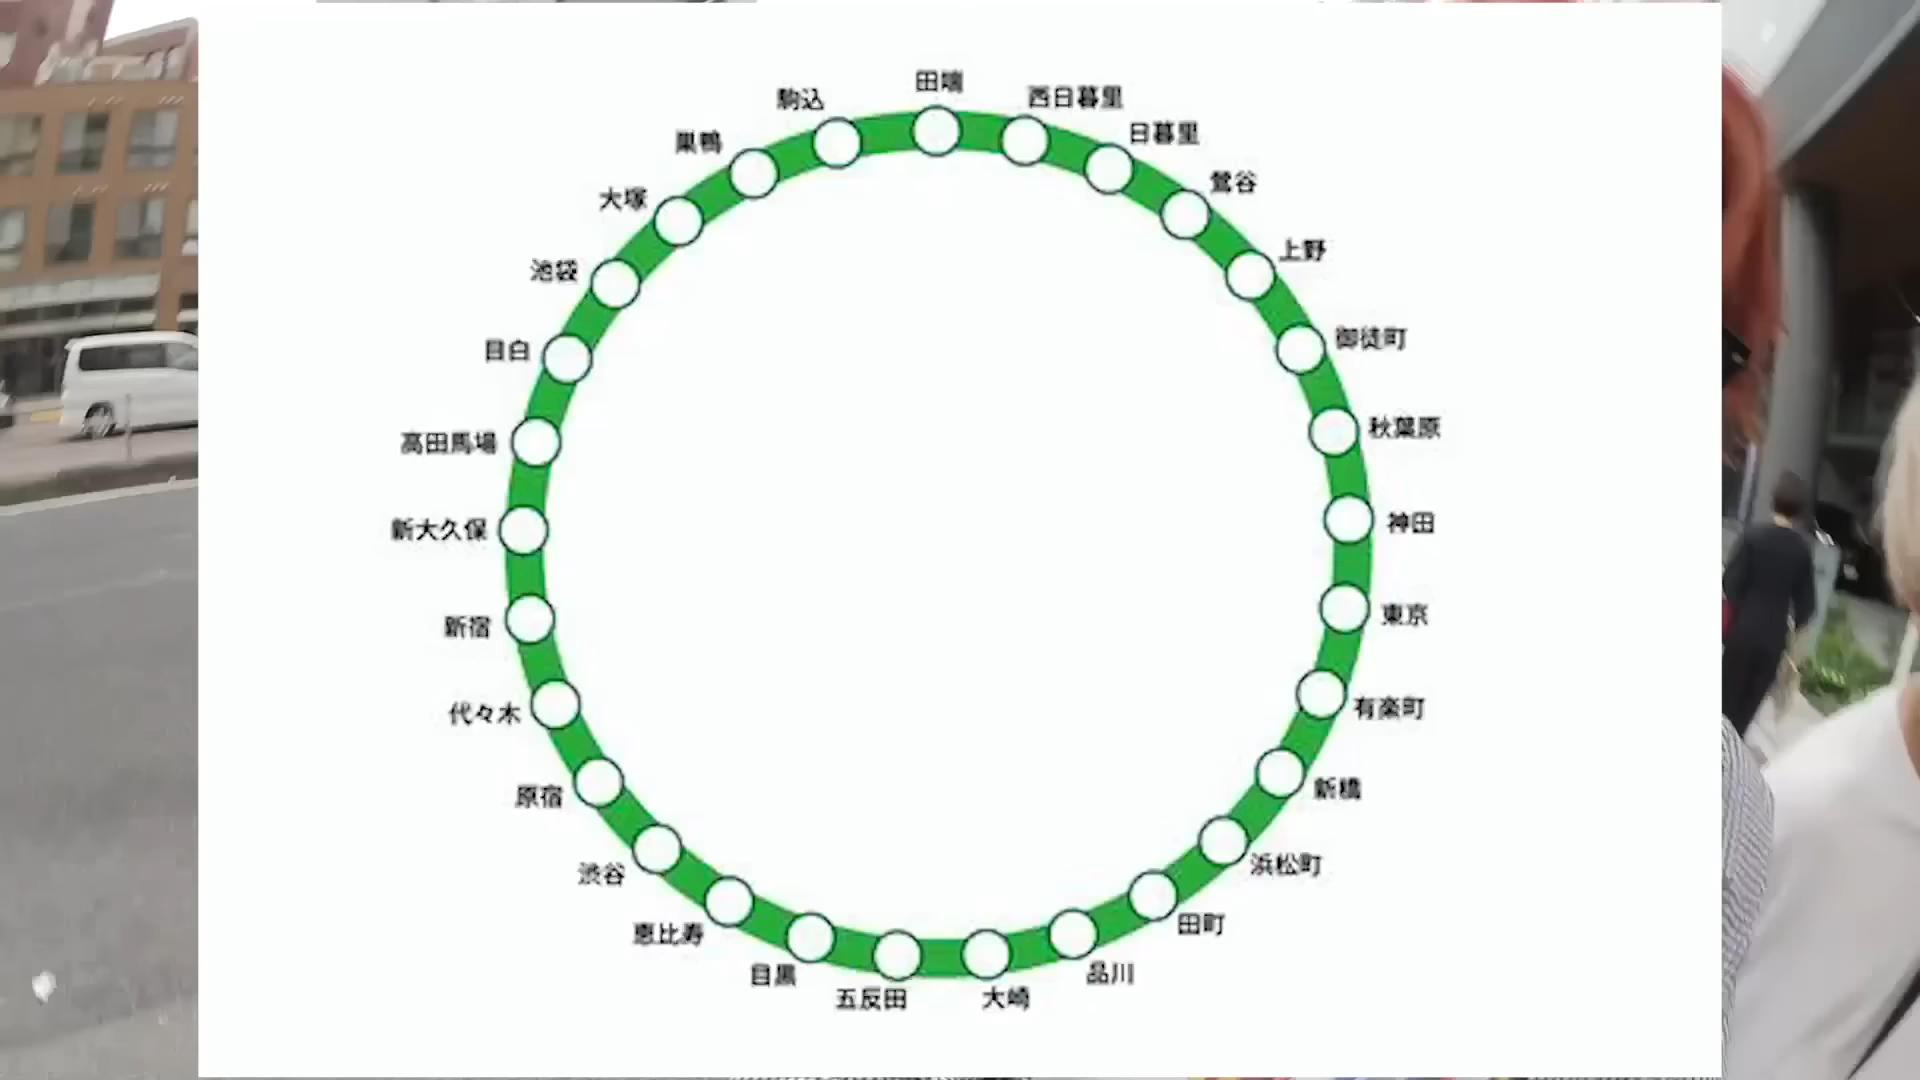 田端
西日暮里
日暮里
鶯谷
上野
御徒町
秋葉原
神田
東京
有楽町
新橋
浜松町
田町
品川
大崎
五反田
目黒
恵比寿
渋谷
原宿
代々木
新宿
新大久保
高田馬場
目白
池袋
大塚
巣鴨
駒込